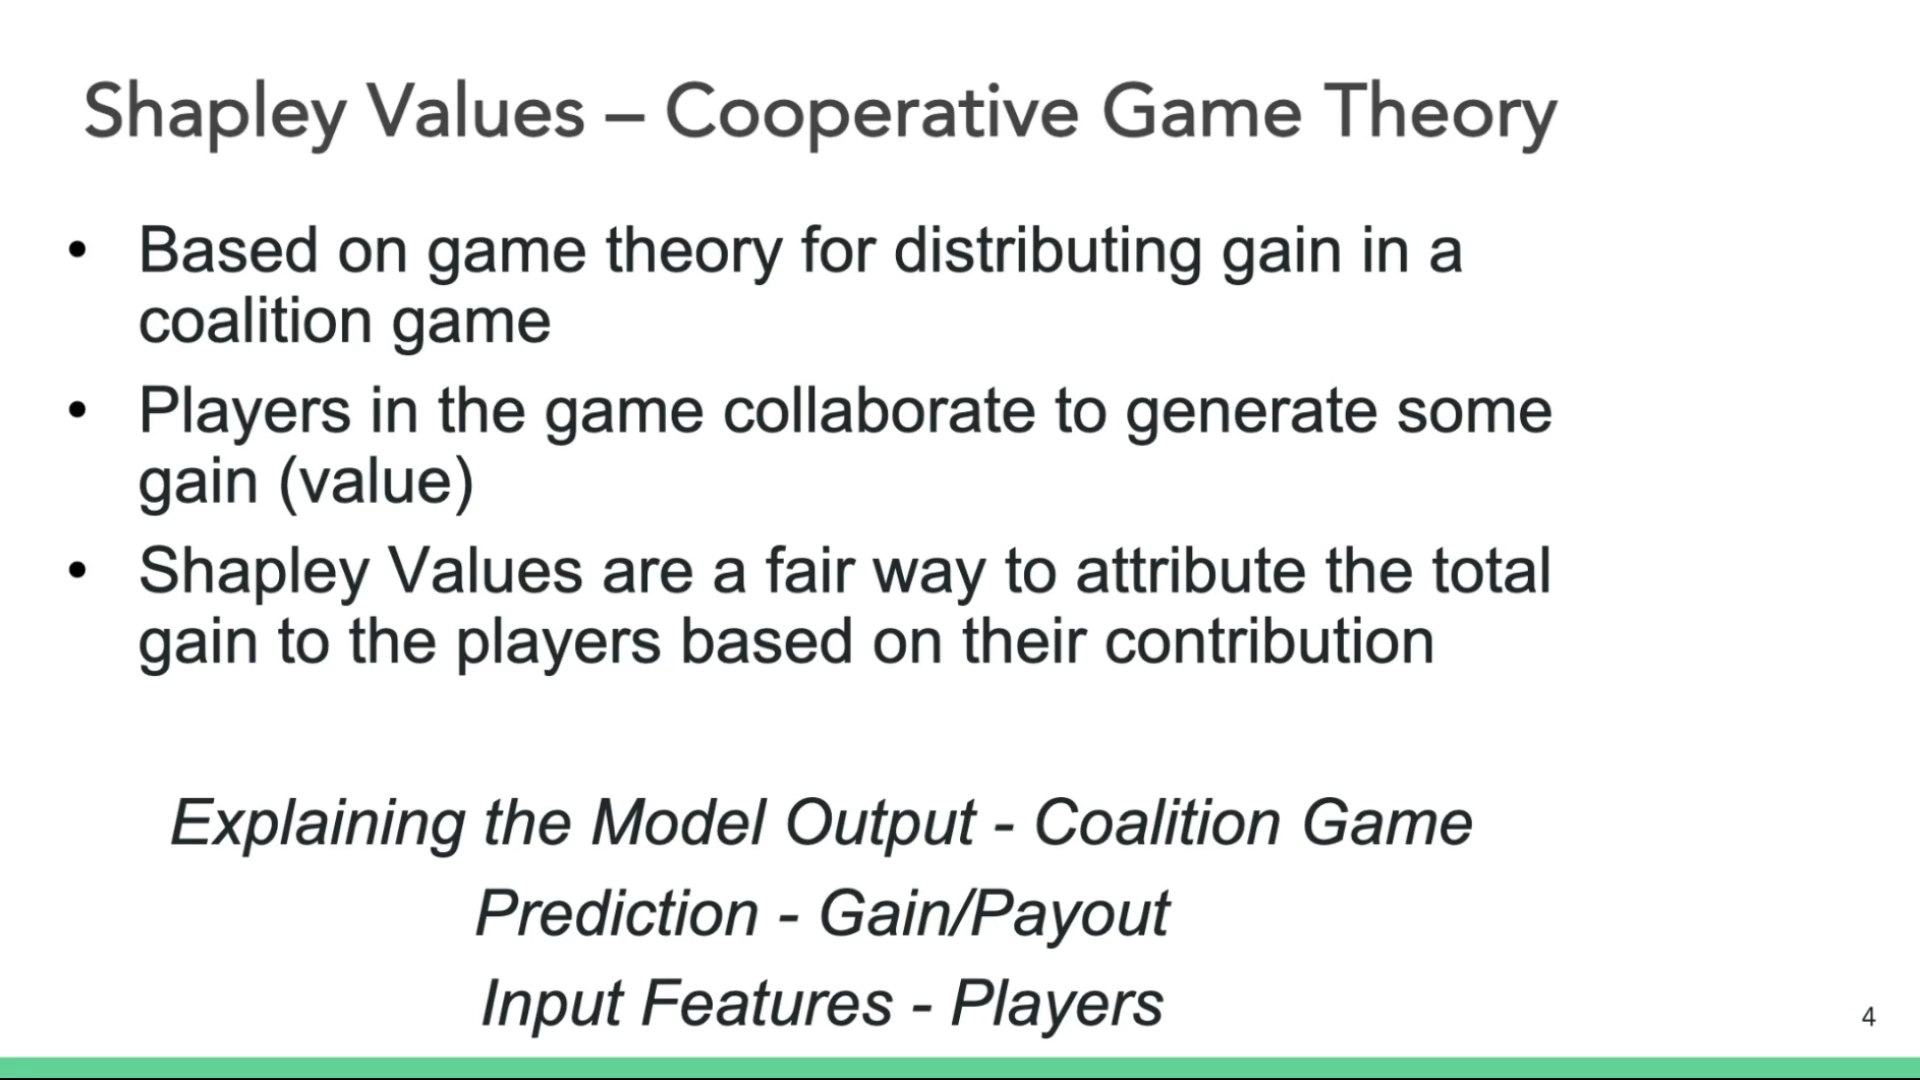 Shapley Values – Cooperative Game Theory
• Based on game theory for distributing gain in a
coalition game
• Players in the game collaborate to generate some
gain (value)
• Shapley Values are a fair way to attribute the total
gain to the players based on their contribution
Explaining the Model Output - Coalition Game
Prediction - Gain/Payout
Input Features - Players
4